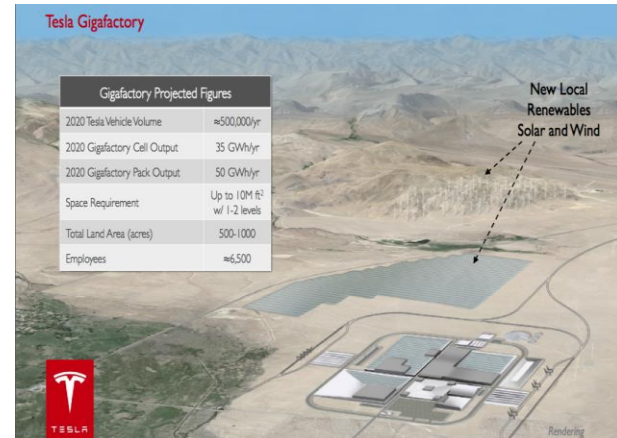 Tesla Gigafactory
Gigafactory Projected Figures
2020 Tesla Vehicle Volume ≈500,000/yr
2020 Gigafactory Cell Output 35 GWh/yr
2020 Gigafactory Pack Output 50 GWh/yr
Space Requirement Up to 10M ft²
w/ 1-2 levels
Total Land Area (acres) 500-1000
Employees ≈6,500
New Local
Renewables
Solar and Wind
TESLA
Rendering